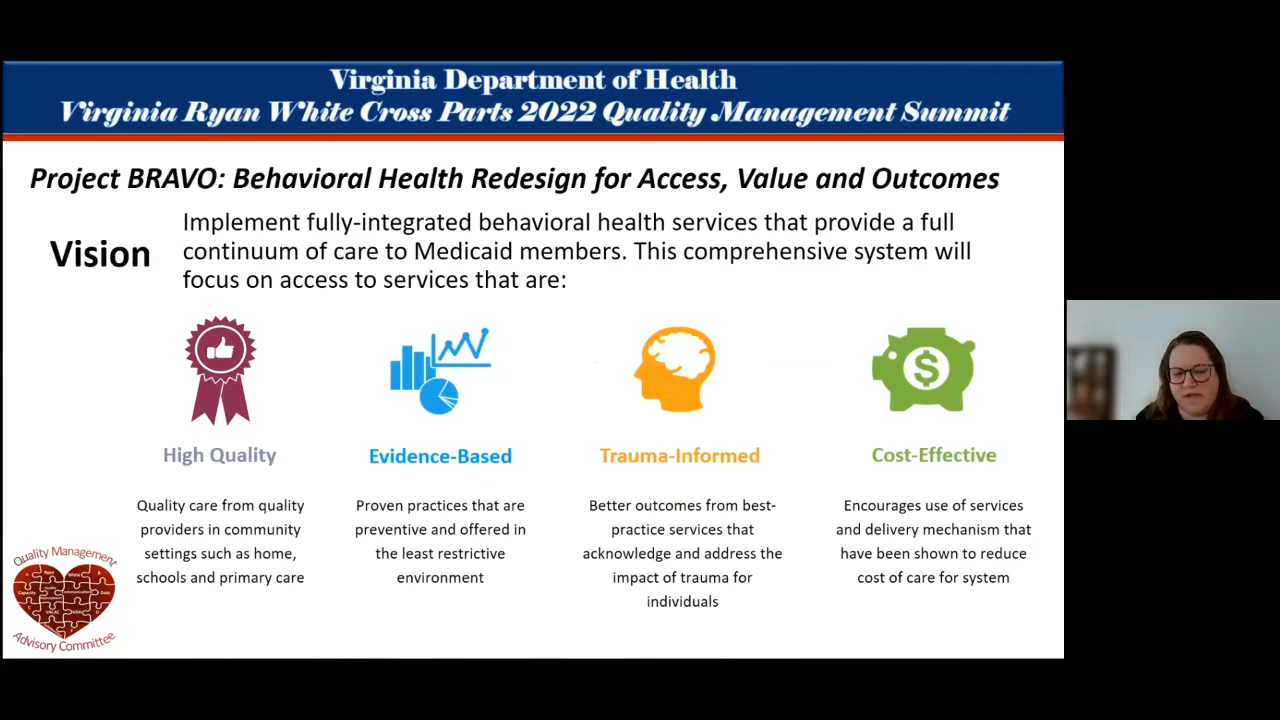 Virginia Department of Health
Virginia Ryan White Cross Parts 2022 Quality Management Summit
Project BRAVO: Behavioral Health Redesign for Access, Value and Outcomes
Vision
Implement fully-integrated behavioral health services that provide a full
continuum of care to Medicaid members. This comprehensive system will
focus on access to services that are:
$
High Quality
Evidence-Based
Trauma-Informed
Cost-Effective
Quality care from quality
providers in community
settings such as home,
schools and primary care
Proven practices that are
preventive and offered in
the least restrictive
environment
Better outcomes from best-
practice services that
acknowledge and address the
impact of trauma for
individuals
Encourages use of services
and delivery mechanism that
have been shown to reduce
cost of care for system
Quality Management
Capacity
Data
Advisory Committee